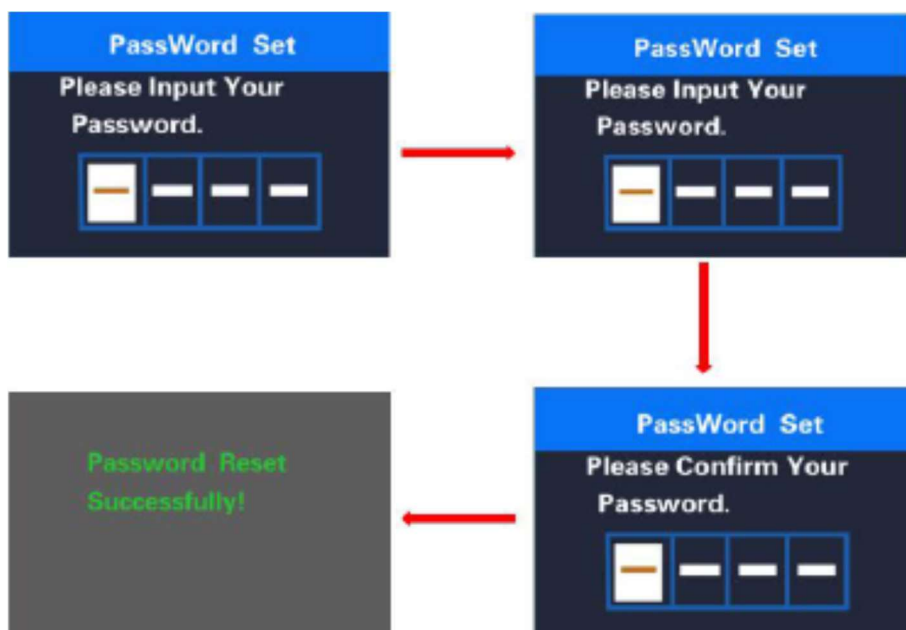 PassWord Set
Please Input Your
Password.
PassWord Set
Please Input Your
Password.
PassWord Set
Please Confirm Your
Password.
Password Reset
Successfully!